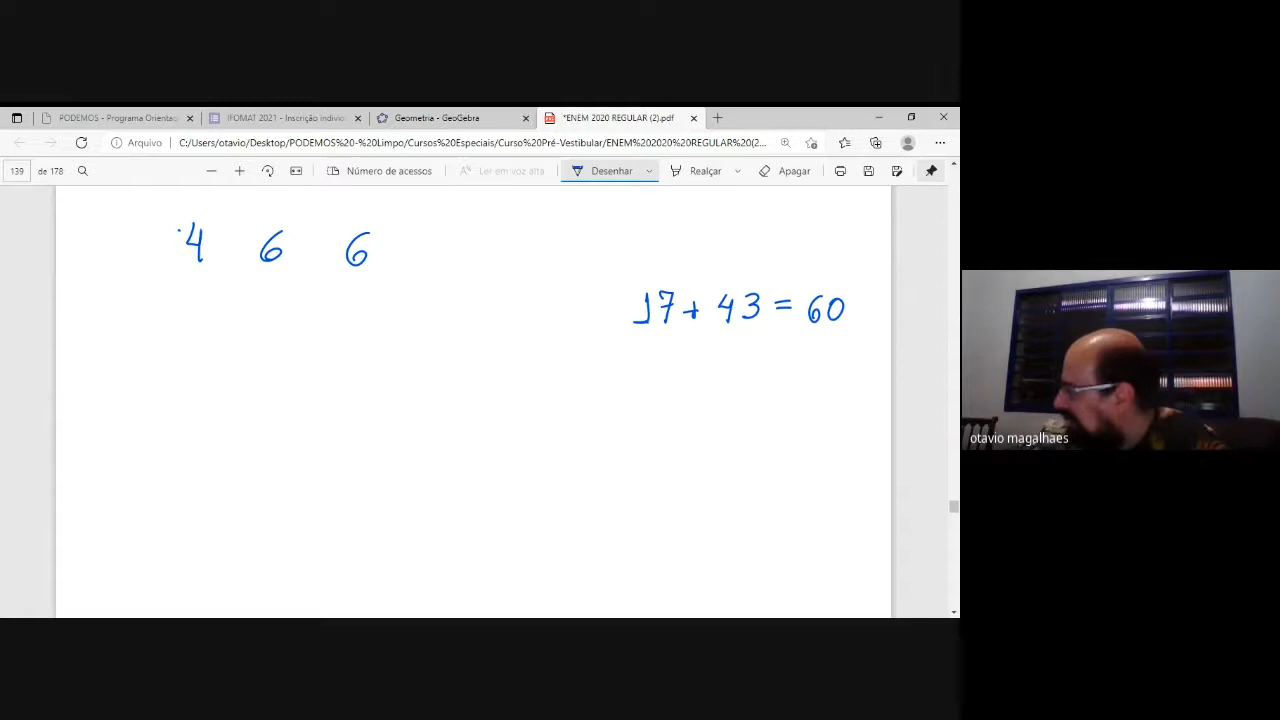 PODEMOS - Programa Orientaç
IFOMAT 2021 - Inscrição individ
Geometria - GeoGebra
*ENEM 2020 REGULAR (2).pdf
Arquivo
C:/Users/otavio/Desktop/PODEMOS%20-%20Limpo/Cursos%20Especiais/Curso%20Pré-Vestibular/ENEM%202020%20REGULAR%20(2...
139 de 178
Número de acessos
Ler em voz alta
Desenhar
Realçar
Apagar
4 6 6
17 + 43 = 60
otavio magalhaes